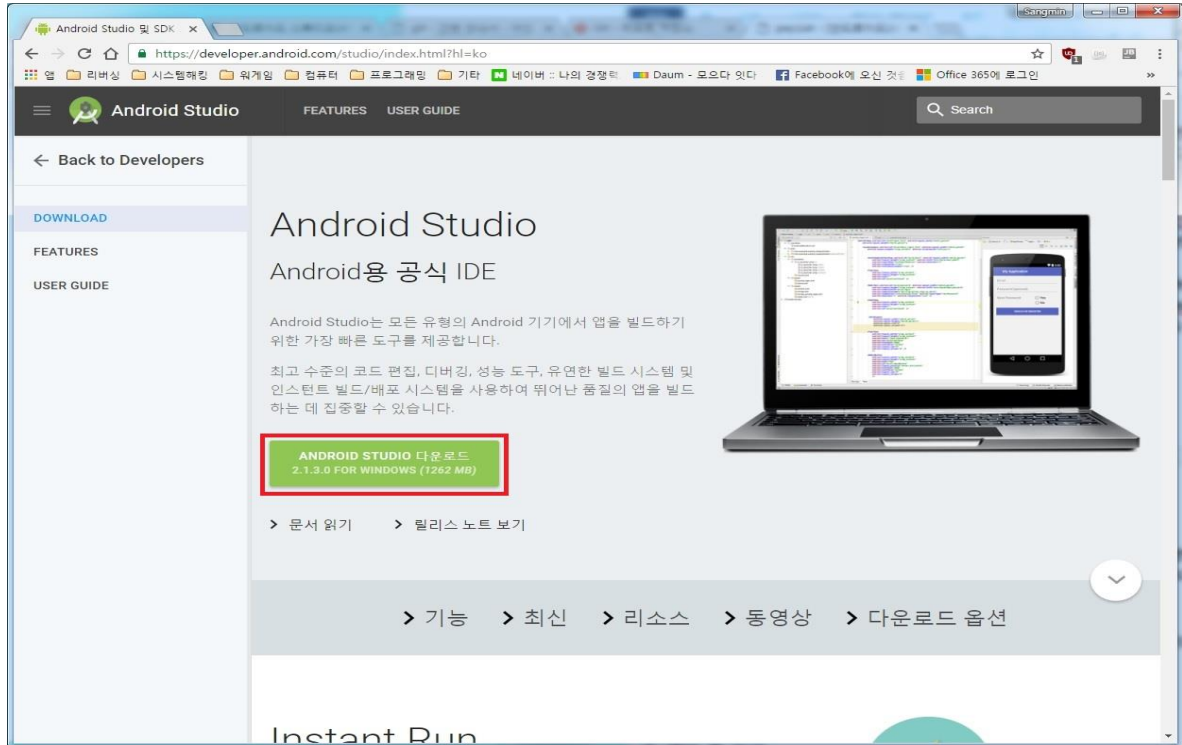 Sangmin
Android Studio 및 SDK
https://developer.android.com/studio/index.html?hl=ko
앱 리버싱 시스템해킹 워게임 컴퓨터 프로그래밍 기타 네이버 :: 나의 경쟁력 Daum - 모으다 잇다 Facebook에 오신 것을 Office 365에 로그인 »
Android Studio FEATURES USER GUIDE Search
← Back to Developers
DOWNLOAD
FEATURES
USER GUIDE
Android Studio
Android용 공식 IDE
Android Studio는 모든 유형의 Android 기기에서 앱을 빌드하기
위한 가장 빠른 도구를 제공합니다.
최고 수준의 코드 편집, 디버깅, 성능 도구, 유연한 빌드 시스템 및
인스턴트 빌드/배포 시스템을 사용하여 뛰어난 품질의 앱을 빌드
하는 데 집중할 수 있습니다.
ANDROID STUDIO 다운로드
2.1.3.0 FOR WINDOWS (1262 MB)
> 문서 읽기 > 릴리스 노트 보기
> 기능 > 최신 > 리소스 > 동영상 > 다운로드 옵션
Instant Run